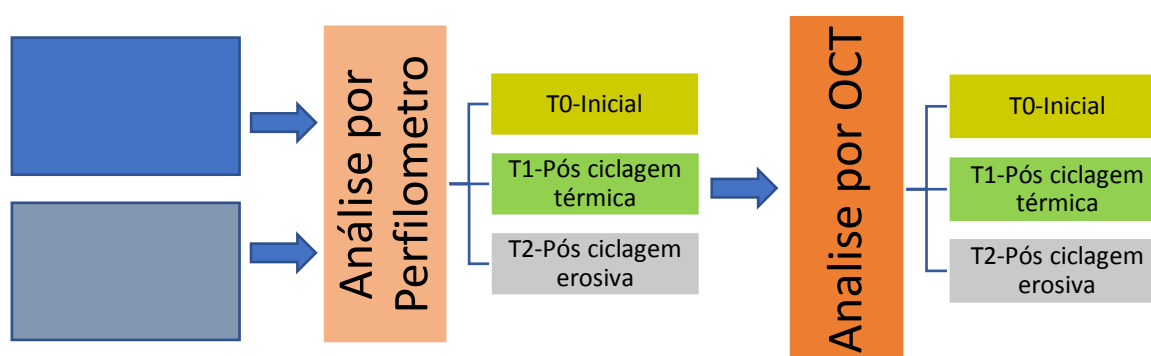 Análise por
Perfilometro
T0-Inicial
T1-Pós ciclagem
térmica
T2-Pós ciclagem
erosiva
Analise por OCT
T0-Inicial
T1-Pós ciclagem
térmica
T2-Pós ciclagem
erosiva